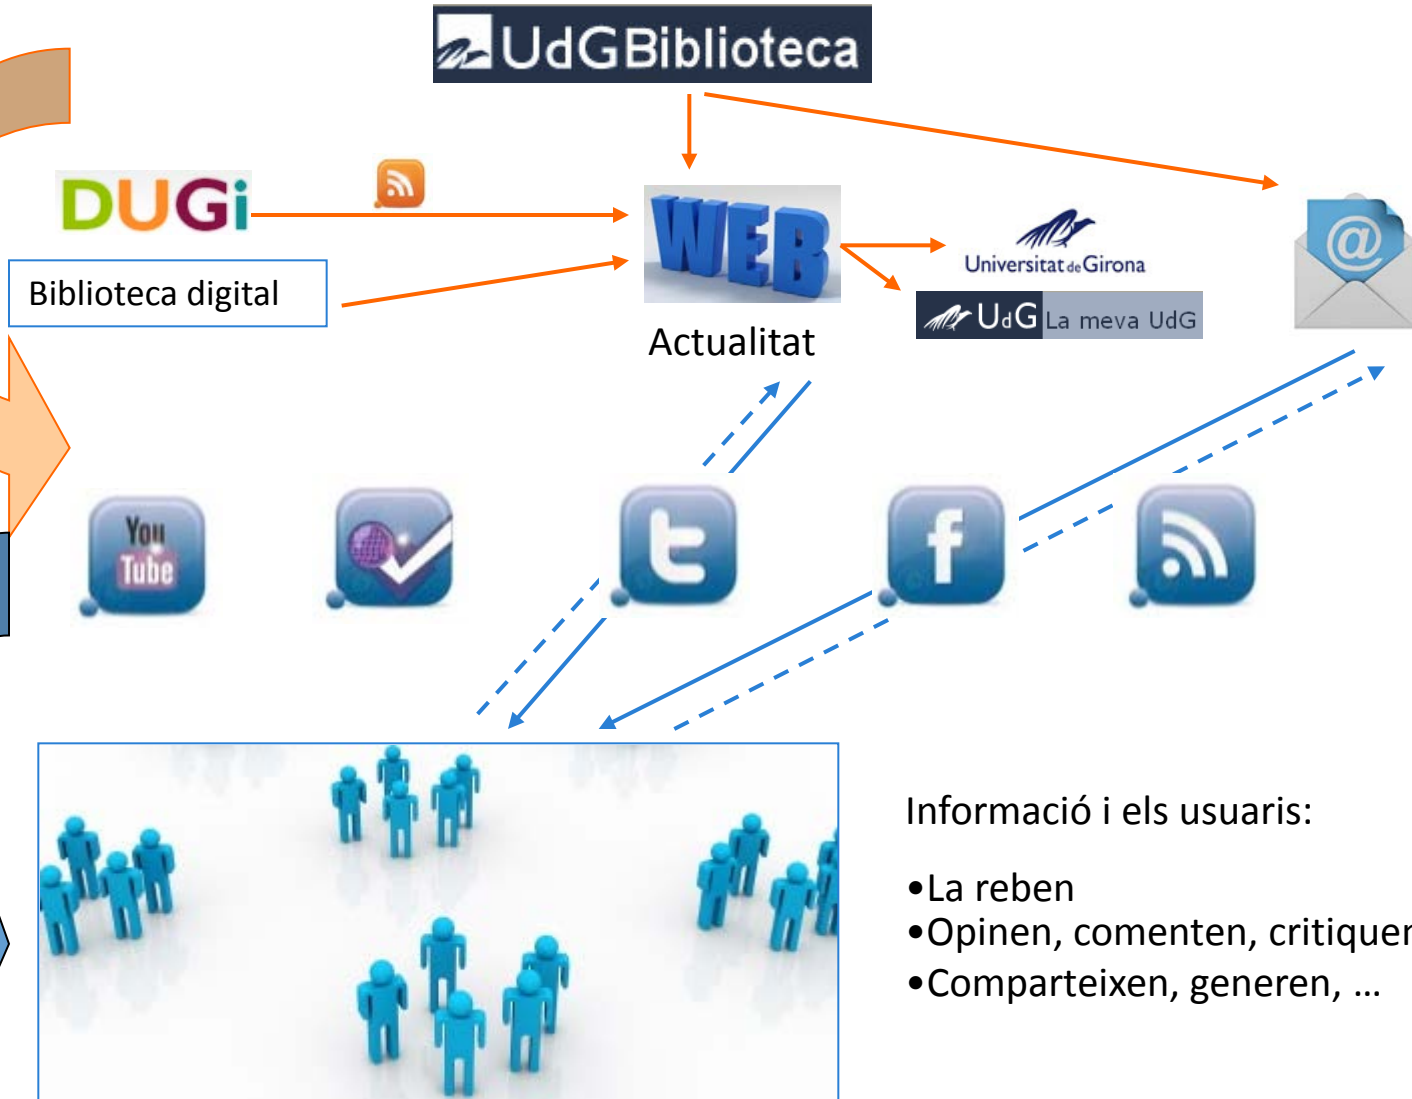 UdGBiblioteca
DUGi
WEB
@
Universitat de Girona
Biblioteca digital
UdG La meva UdG
Actualitat
You
Tube
t
f
Informació i els usuaris:
•La reben
•Opinen, comenten, critiquen
•Comparteixen, generen, …